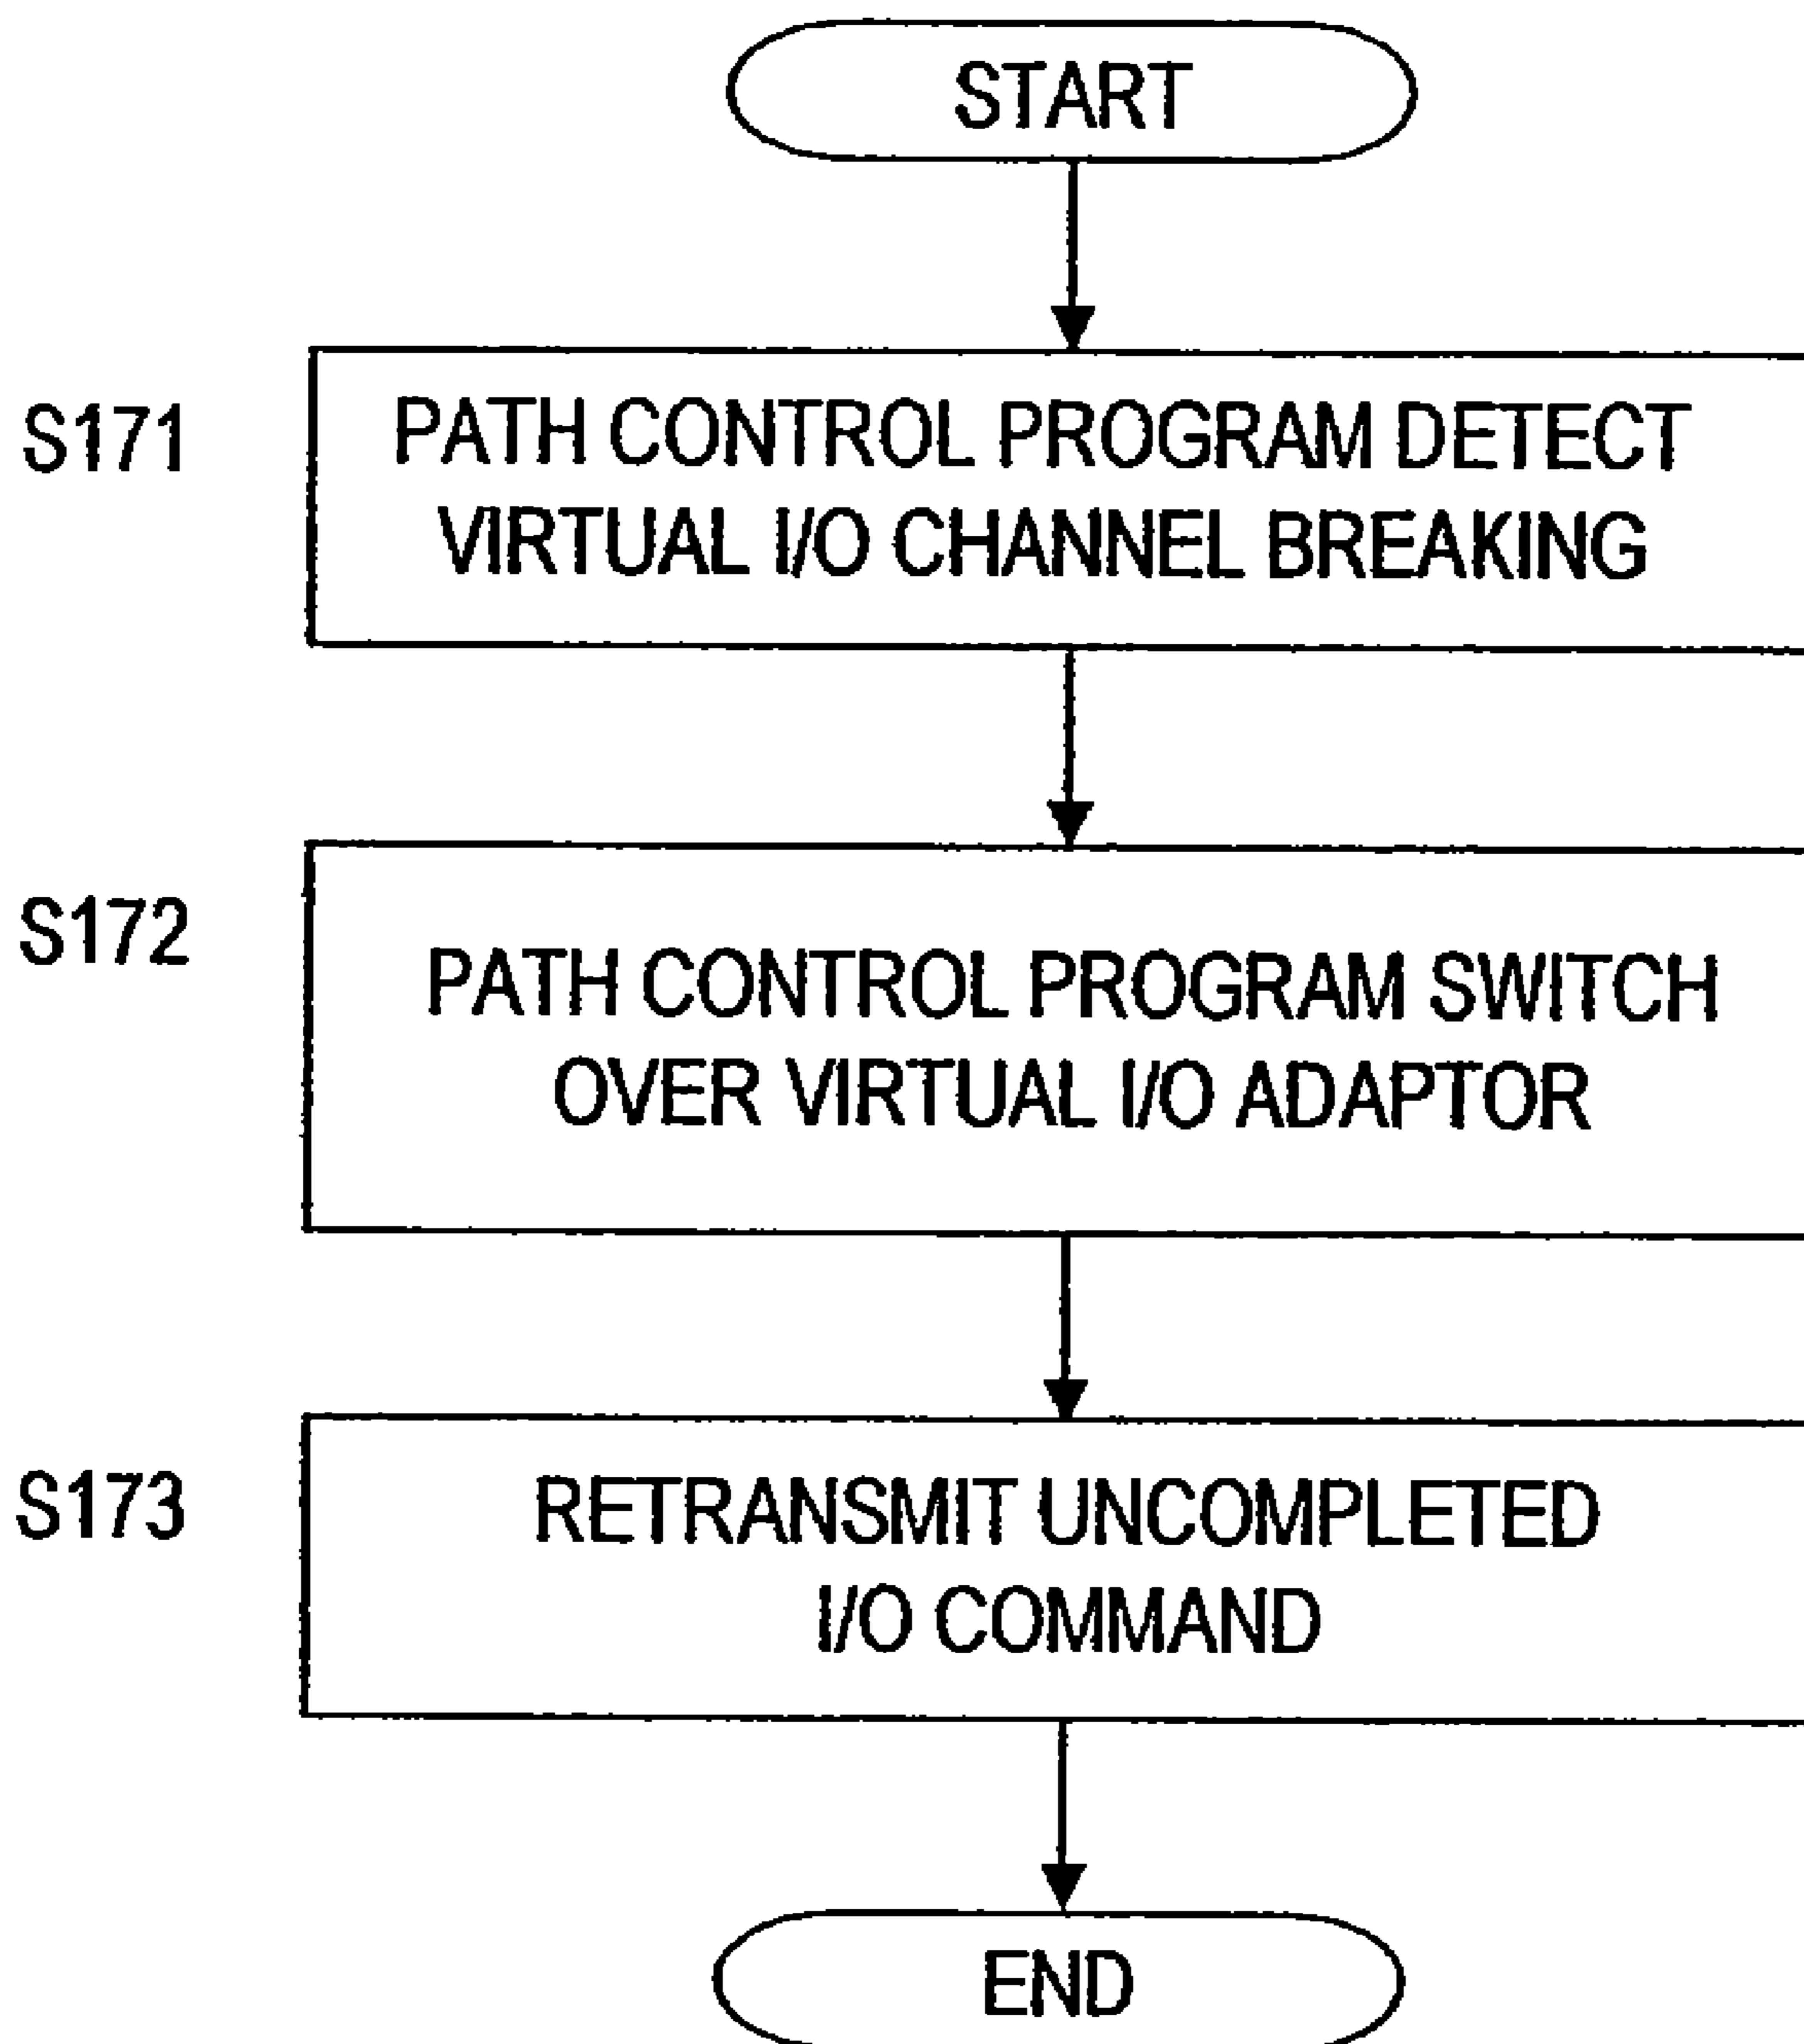 START
S171
PATH CONTROL PROGRAM DETECT
VIRTUAL I/O CHANNEL BREAKING
S172
PATH CONTROL PROGRAM SWITCH
OVER VIRTUAL I/O ADAPTOR
S173
RETRANSMIT UNCOMPLETED
I/O COMMAND
END